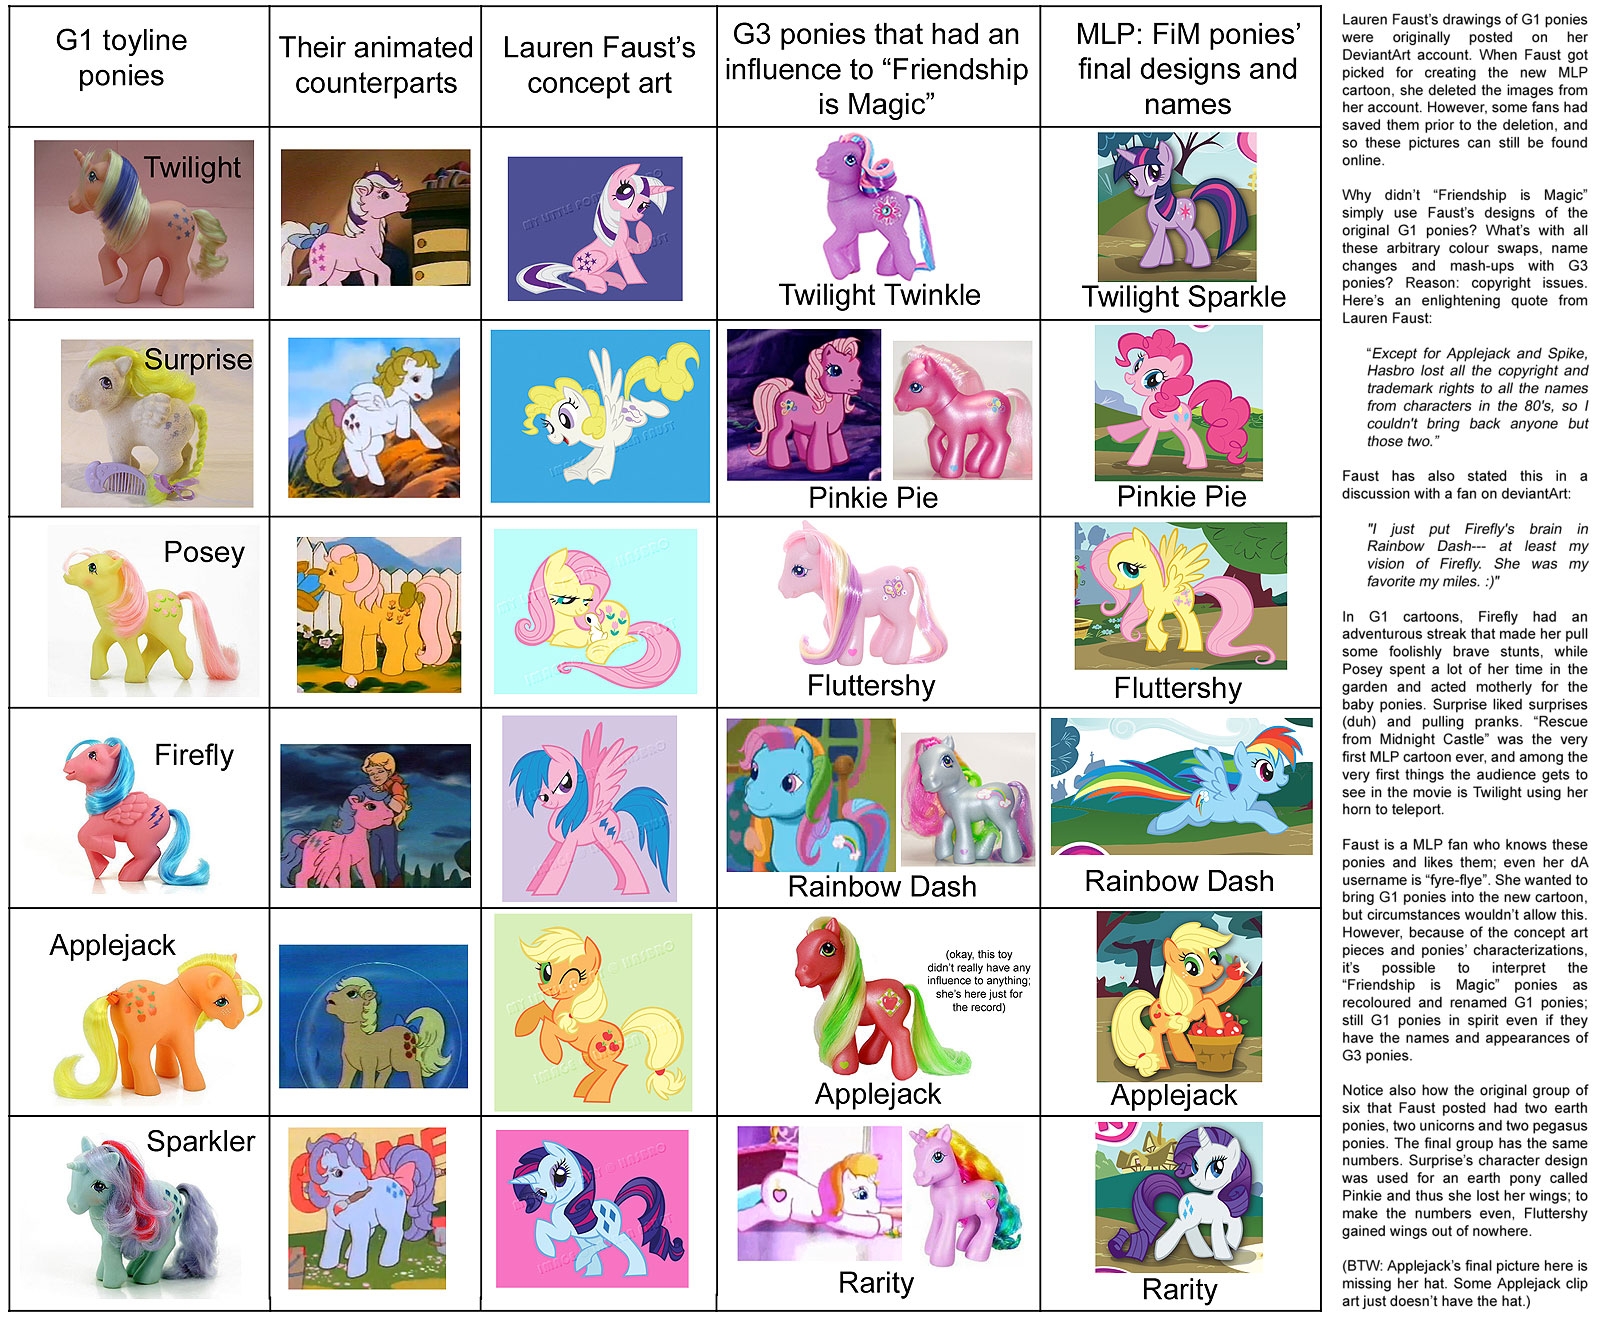 G1 toyline
ponies
Their animated
counterparts
Lauren Faust's
concept art
G3 ponies that had an
influence to “Friendship
is Magic”
MLP: FiM ponies’
final designs and
names
Twilight
Twilight Twinkle
Twilight Sparkle
Surprise
Pinkie Pie
Pinkie Pie
Posey
Fluttershy
Fluttershy
Firefly
Rainbow Dash
Rainbow Dash
Applejack
(okay, this toy
didn’t really have any
influence to anything;
she’s here just for
the record)
Applejack
Applejack
Sparkler
Rarity
Rarity
Lauren Faust’s drawings of G1 ponies
were originally posted on her
DeviantArt account. When Faust got
picked for creating the new MLP
cartoon, she deleted the images from
her account. However, some fans had
saved them prior to the deletion, and
so these pictures can still be found
online.
Why didn’t “Friendship is Magic”
simply use Faust’s designs of the
original G1 ponies? What’s with all
these arbitrary colour swaps, name
changes and mash-ups with G3
ponies? Reason: copyright issues.
Here’s an enlightening quote from
Lauren Faust:
“Except for Applejack and Spike,
Hasbro lost all the copyright and
trademark rights to all the names
from characters in the 80's, so I
couldn't bring back anyone but
those two.”
Faust has also stated this in a
discussion with a fan on deviantArt:
"I just put Firefly's brain in
Rainbow Dash--- at least my
vision of Firefly. She was my
favorite my miles. :)"
In G1 cartoons, Firefly had an
adventurous streak that made her pull
some foolishly brave stunts, while
Posey spent a lot of her time in the
garden and acted motherly for the
baby ponies. Surprise liked surprises
(duh) and pulling pranks. “Rescue
from Midnight Castle” was the very
first MLP cartoon ever, and among the
very first things the audience gets to
see in the movie is Twilight using her
horn to teleport.
Faust is a MLP fan who knows these
ponies and likes them; even her dA
username is “fyre-flye”. She wanted to
bring G1 ponies into the new cartoon,
but circumstances wouldn’t allow this.
However, because of the concept art
pieces and ponies’ characterizations,
it’s possible to interpret the
“Friendship is Magic” ponies as
recoloured and renamed G1 ponies;
still G1 ponies in spirit even if they
have the names and appearances of
G3 ponies.
Notice also how the original group of
six that Faust posted had two earth
ponies, two unicorns and two pegasus
ponies. The final group has the same
numbers. Surprise’s character design
was used for an earth pony called
Pinkie and thus she lost her wings; to
make the numbers even, Fluttershy
gained wings out of nowhere.
(BTW: Applejack’s final picture here is
missing her hat. Some Applejack clip
art just doesn’t have the hat.)